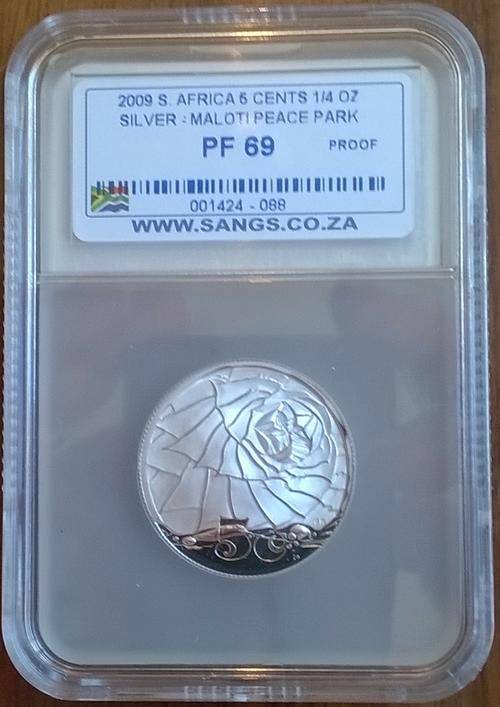 2009 S. AFRICA 5 CENTS 1/4 OZ
SILVER : MALOTI PEACE PARK
PF 69 PROOF
001424 - 088
WWW.SANGS.CO.ZA
5c